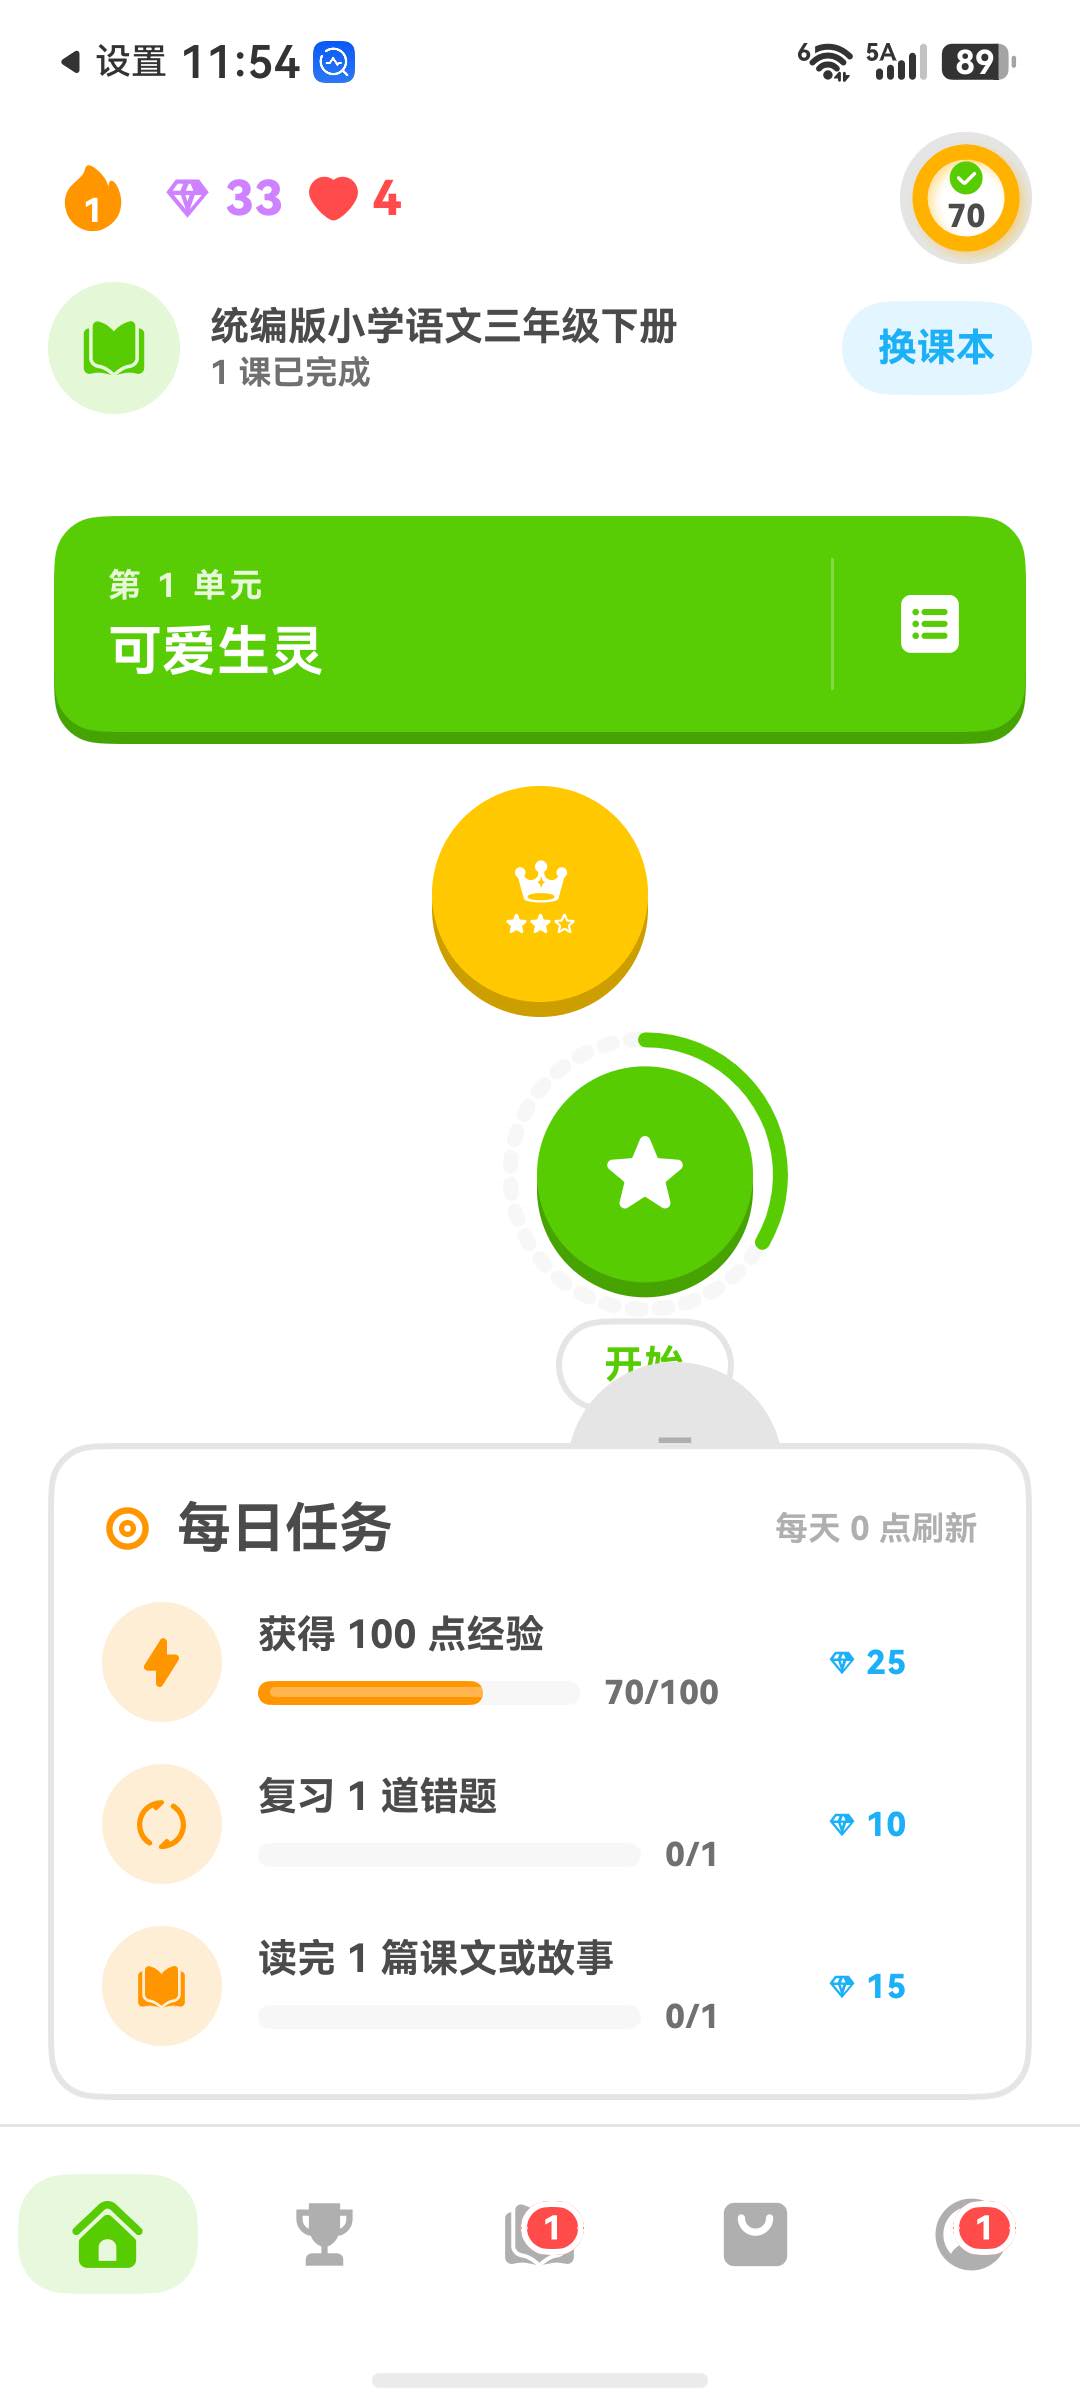 设置 11:54
6 5A 89
1 33 4
70
统编版小学语文三年级下册
1 课已完成
换课本
第 1 单元
可爱生灵
开始
每日任务
每天 0 点刷新
获得 100 点经验
70/100
25
复习 1 道错题
0/1
10
读完 1 篇课文或故事
0/1
15
1
1